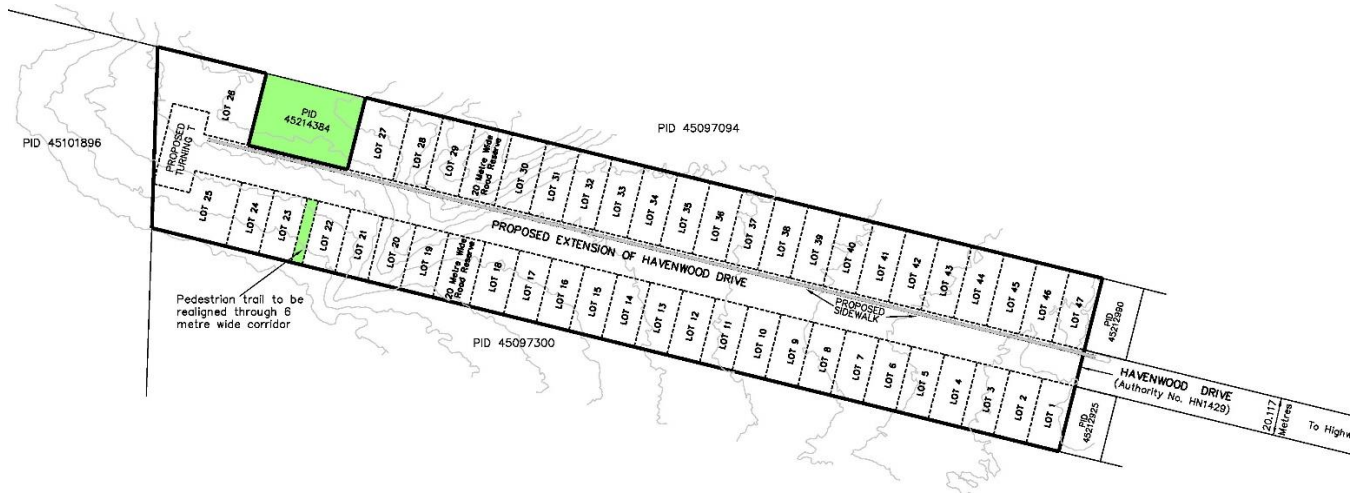 PID 45101896
PROPOSED
TURNING T
LOT 26
PID
45214384
LOT 27
LOT 28
LOT 29
20 Metre Wide
Road Reserve
LOT 30
LOT 31
LOT 32
LOT 33
LOT 34
LOT 35
LOT 36
LOT 37
LOT 38
LOT 39
LOT 40
LOT 41
LOT 42
LOT 43
LOT 44
LOT 45
LOT 46
LOT 47
PID 45097094
PID
45212990
PROPOSED EXTENSION OF HAVENWOOD DRIVE
PROPOSED
SIDEWALK
HAVENWOOD DRIVE
(Authority No. HN1429)
20.117
Metres
To Highw
LOT 25
LOT 24
LOT 23
LOT 22
LOT 21
LOT 20
LOT 19
20 Metre Wide
Road Reserve
LOT 18
LOT 17
LOT 16
LOT 15
LOT 14
LOT 13
LOT 12
LOT 11
LOT 10
LOT 9
LOT 8
LOT 7
LOT 6
LOT 5
LOT 4
LOT 3
LOT 2
LOT 1
PID
45212925
Pedestrian trail to be
realigned through 6
metre wide corridor
PID 45097300